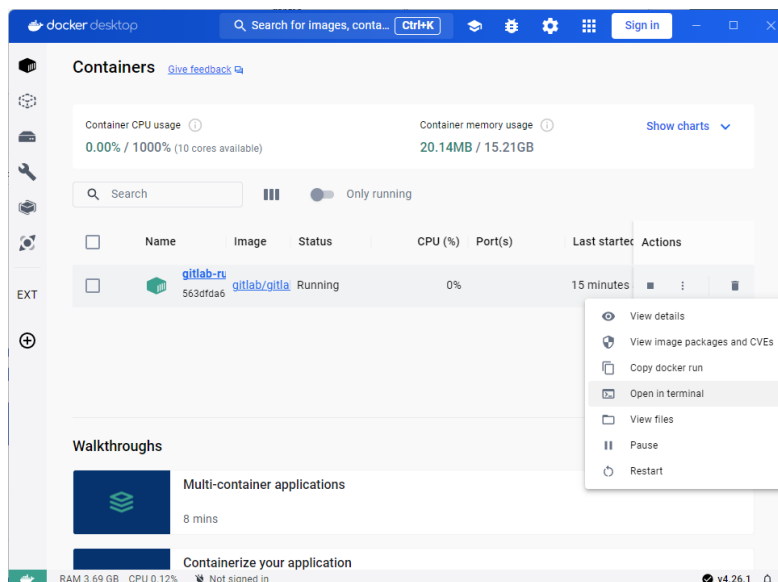 docker desktop
Search for images, conta... Ctrl+K
Sign in
Containers Give feedback
Container CPU usage
0.00% / 1000% (10 cores available)
Container memory usage
20.14MB / 15.21GB
Show charts
Search
Only running
Name Image Status CPU (%) Port(s) Last started Actions
gitlab-ru
563dfda6
gitlab/gitla Running 0% 15 minutes
EXT
View details
View image packages and CVEs
Copy docker run
Open in terminal
View files
Pause
Restart
Walkthroughs
Multi-container applications
8 mins
Containerize your application
RAM 3.69 GB CPU 0.12% Not signed in v4.26.1